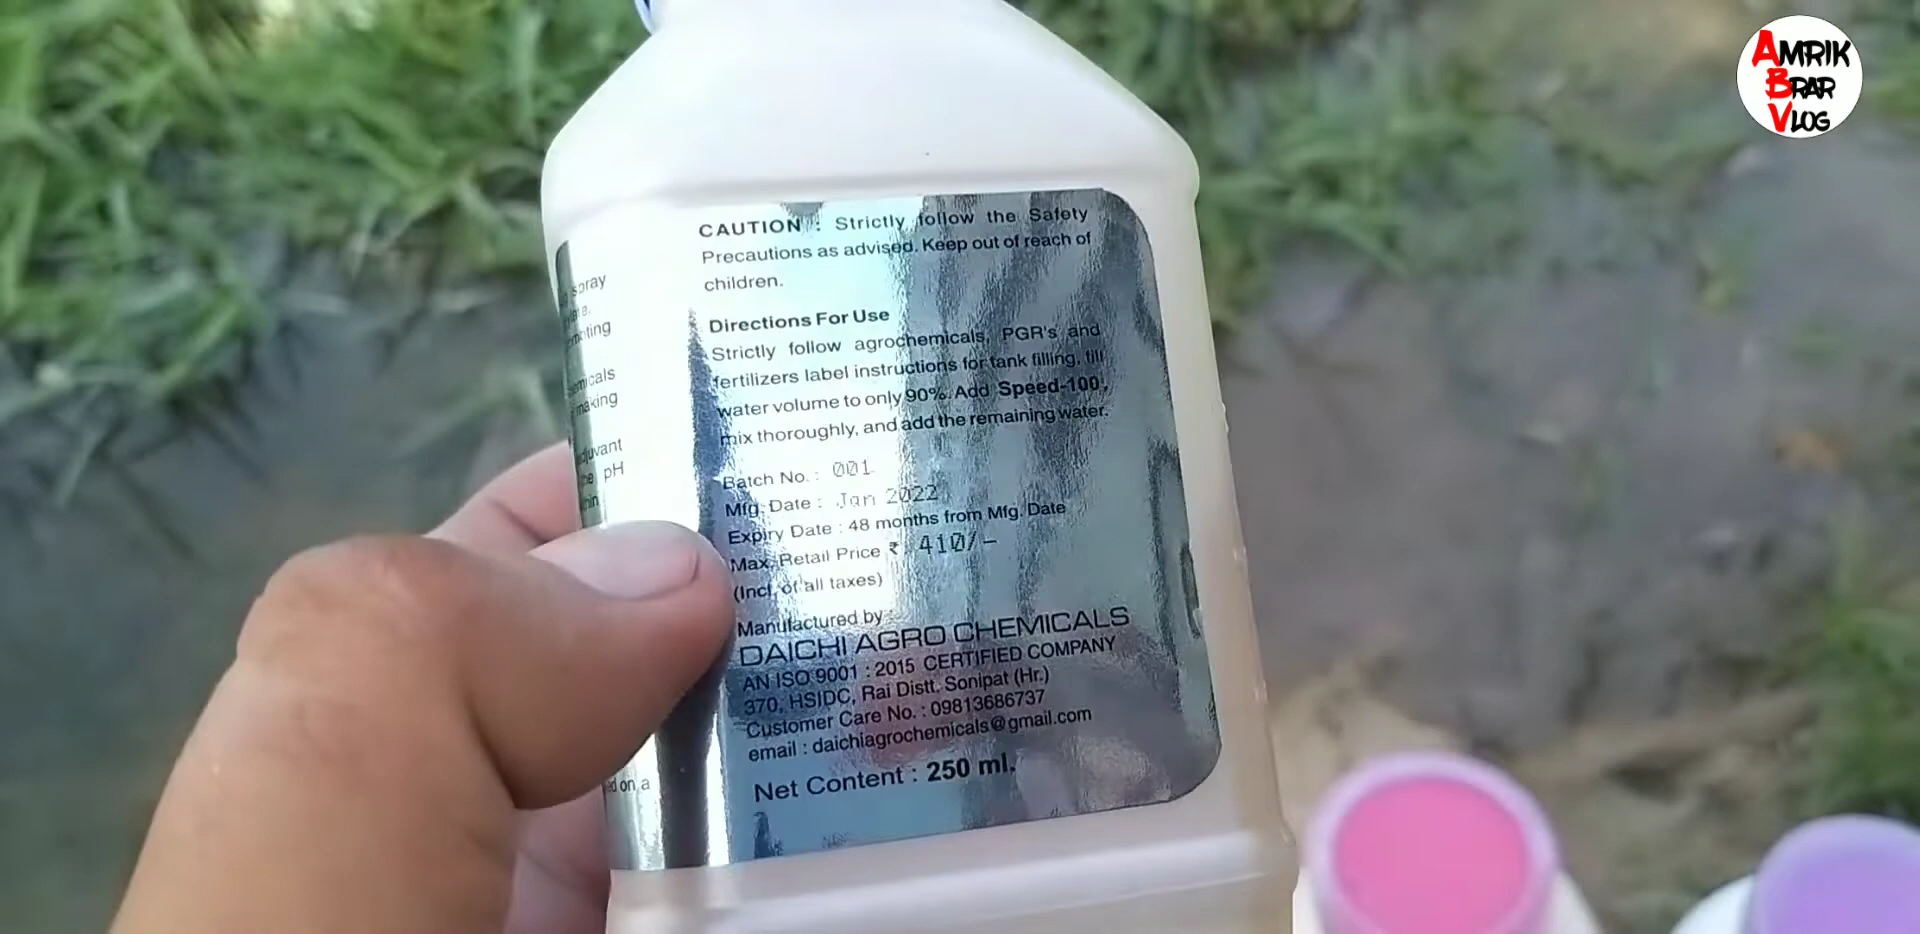 AMRIK
BRAR
VLOG
spray
emicals
making
adjuvant
pH
on a
CAUTION : Strictly follow the Safety
Precautions as advised. Keep out of reach of
children.
Directions For Use
Strictly follow agrochemicals, PGR's and
fertilizers label instructions for tank filling, fill
water volume to only 90%. Add Speed-100,
mix thoroughly, and add the remaining water.
Batch No. : 001
Mfg. Date : Jan 2022
Expiry Date : 48 months from Mfg. Date
Max. Retail Price ₹ 410/-
(Incl. of all taxes)
Manufactured by
DAICHI AGRO CHEMICALS
AN ISO 9001 : 2015 CERTIFIED COMPANY
370, HSIDC, Rai Distt. Sonipat (Hr.)
Customer Care No. : 09813686737
email : daichiagrochemicals@gmail.com
Net Content : 250 ml.